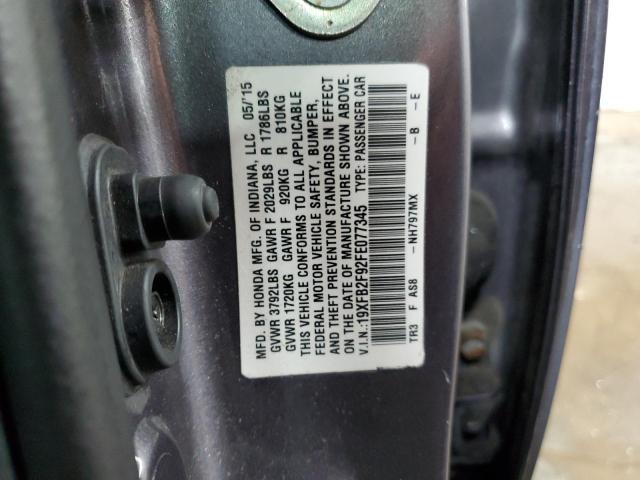 MFD. BY HONDA MFG. OF INDIANA, LLC 05/'15
GVWR 3792LBS GAWR F 2029LBS R 1786LBS
GVWR 1720KG GAWR F 920KG R 810KG
THIS VEHICLE CONFORMS TO ALL APPLICABLE
FEDERAL MOTOR VEHICLE SAFETY, BUMPER,
AND THEFT PREVENTION STANDARDS IN EFFECT
ON THE DATE OF MANUFACTURE SHOWN ABOVE.
V.I.N.:19XFB2F92FE077345 TYPE: PASSENGER CAR
TR3 F AS8 -NH797MX -B -E